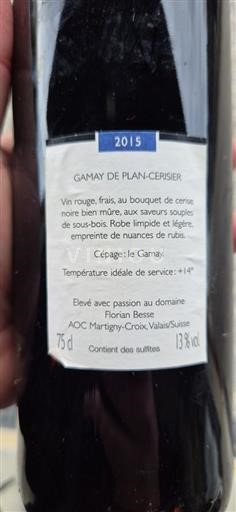 2015
GAMAY DE PLAN-CERISIER
Vin rouge, frais, au bouquet de cerise
noire bien mûre, aux saveurs souples
de sous-bois. Robe limpide et légère,
empreinte de nuances de rubis.
Cépage: le Gamay.
Température idéale de service: +14°
Elevé avec passion au domaine
Florian Besse
AOC Martigny-Croix, Valais/Suisse
75 cl Contient des sulfites 13% vol